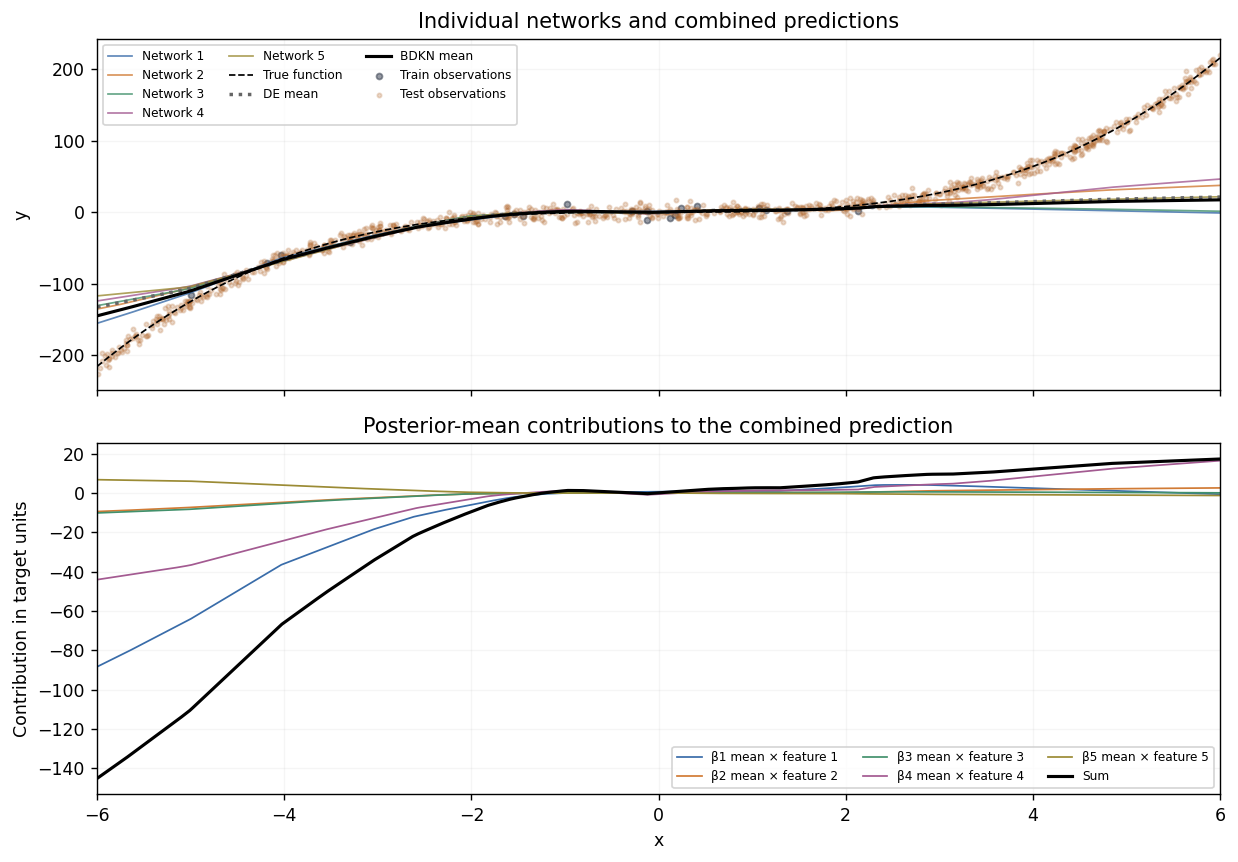 Individual networks and combined predictions
Network 1
Network 2
Network 3
Network 4
Network 5
True function
DE mean
BDKN mean
Train observations
Test observations
200
100
0
−100
−200
y
Posterior-mean contributions to the combined prediction
20
0
−20
−40
−60
−80
−100
−120
−140
Contribution in target units
β1 mean × feature 1
β2 mean × feature 2
β3 mean × feature 3
β4 mean × feature 4
β5 mean × feature 5
Sum
−6 −4 −2 0 2 4 6
x